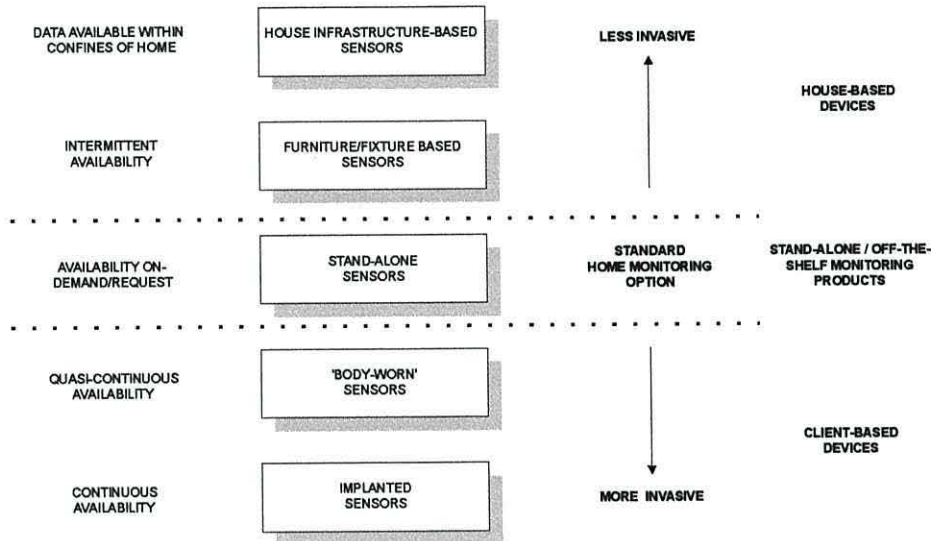 DATA AVAILABLE WITHIN
CONFINES OF HOME
HOUSE INFRASTRUCTURE-BASED
SENSORS
LESS INVASIVE
HOUSE-BASED
DEVICES
INTERMITTENT
AVAILABILITY
FURNITURE/FIXTURE BASED
SENSORS
AVAILABILITY ON-
DEMAND/REQUEST
STAND-ALONE
SENSORS
STANDARD
HOME MONITORING
OPTION
STAND-ALONE / OFF-THE-
SHELF MONITORING
PRODUCTS
QUASI-CONTINUOUS
AVAILABILITY
'BODY-WORN'
SENSORS
CLIENT-BASED
DEVICES
CONTINUOUS
AVAILABILITY
IMPLANTED
SENSORS
MORE INVASIVE